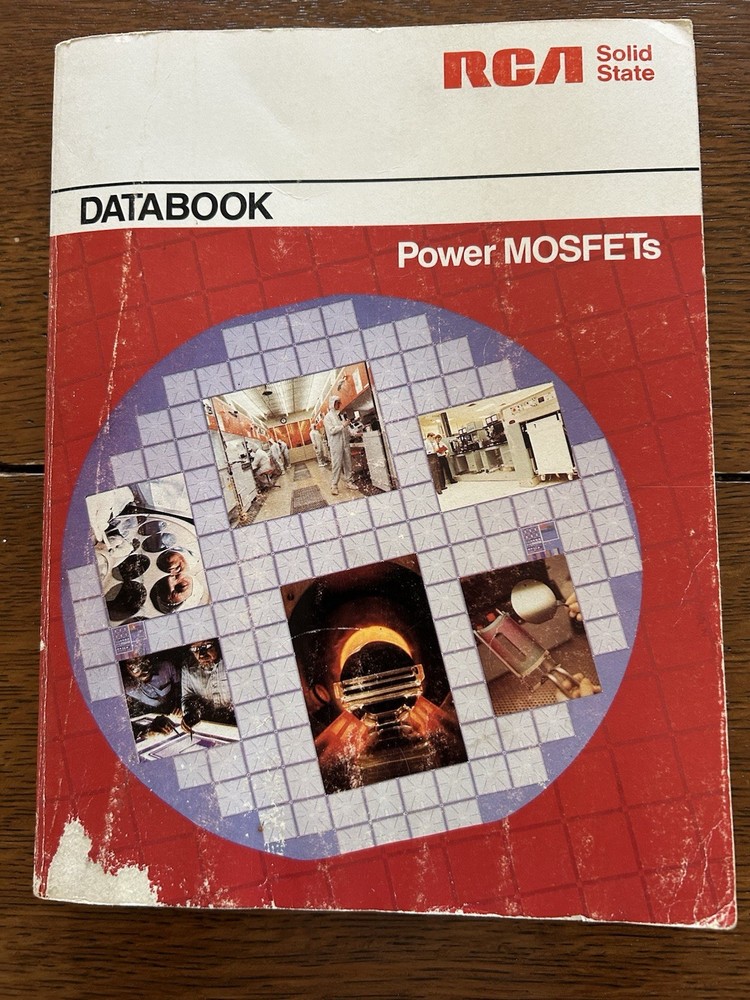 RCA Solid
State
DATABOOK
Power MOSFETs